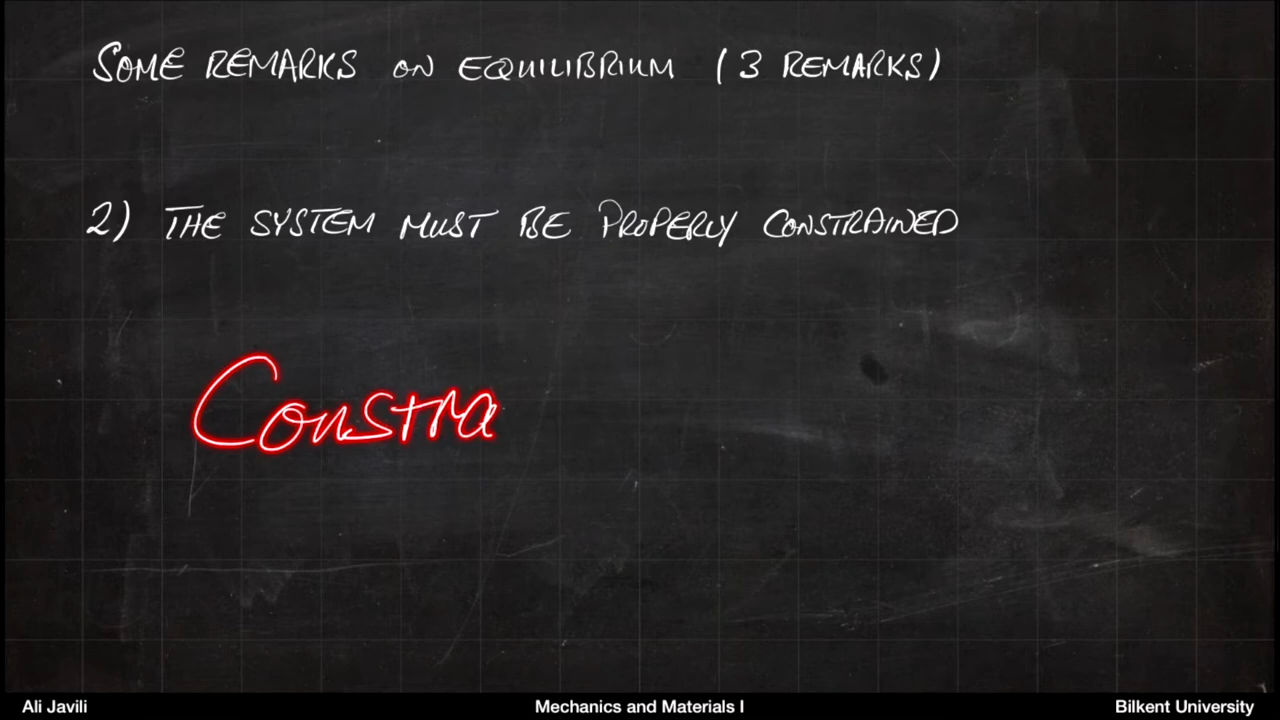 SOME REMARKS ON EQUILIBRIUM (3 REMARKS)
2) THE SYSTEM MUST BE PROPERLY CONSTRAINED
Constra
Ali Javili
Mechanics and Materials I
Bilkent University